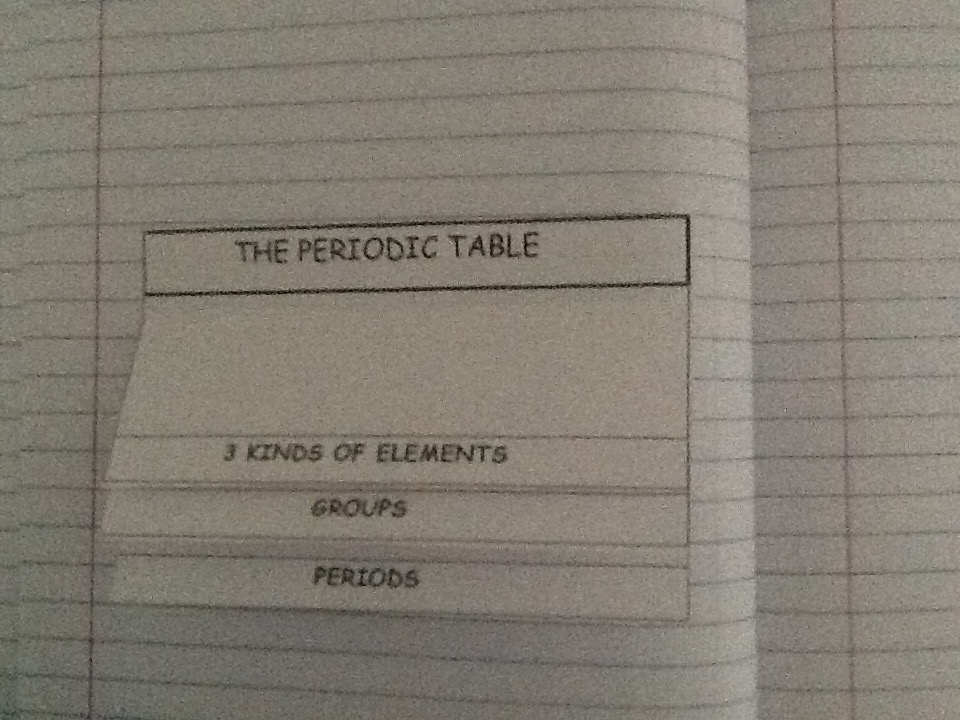 THE PERIODIC TABLE
3 KINDS OF ELEMENTS
GROUPS
PERIODS